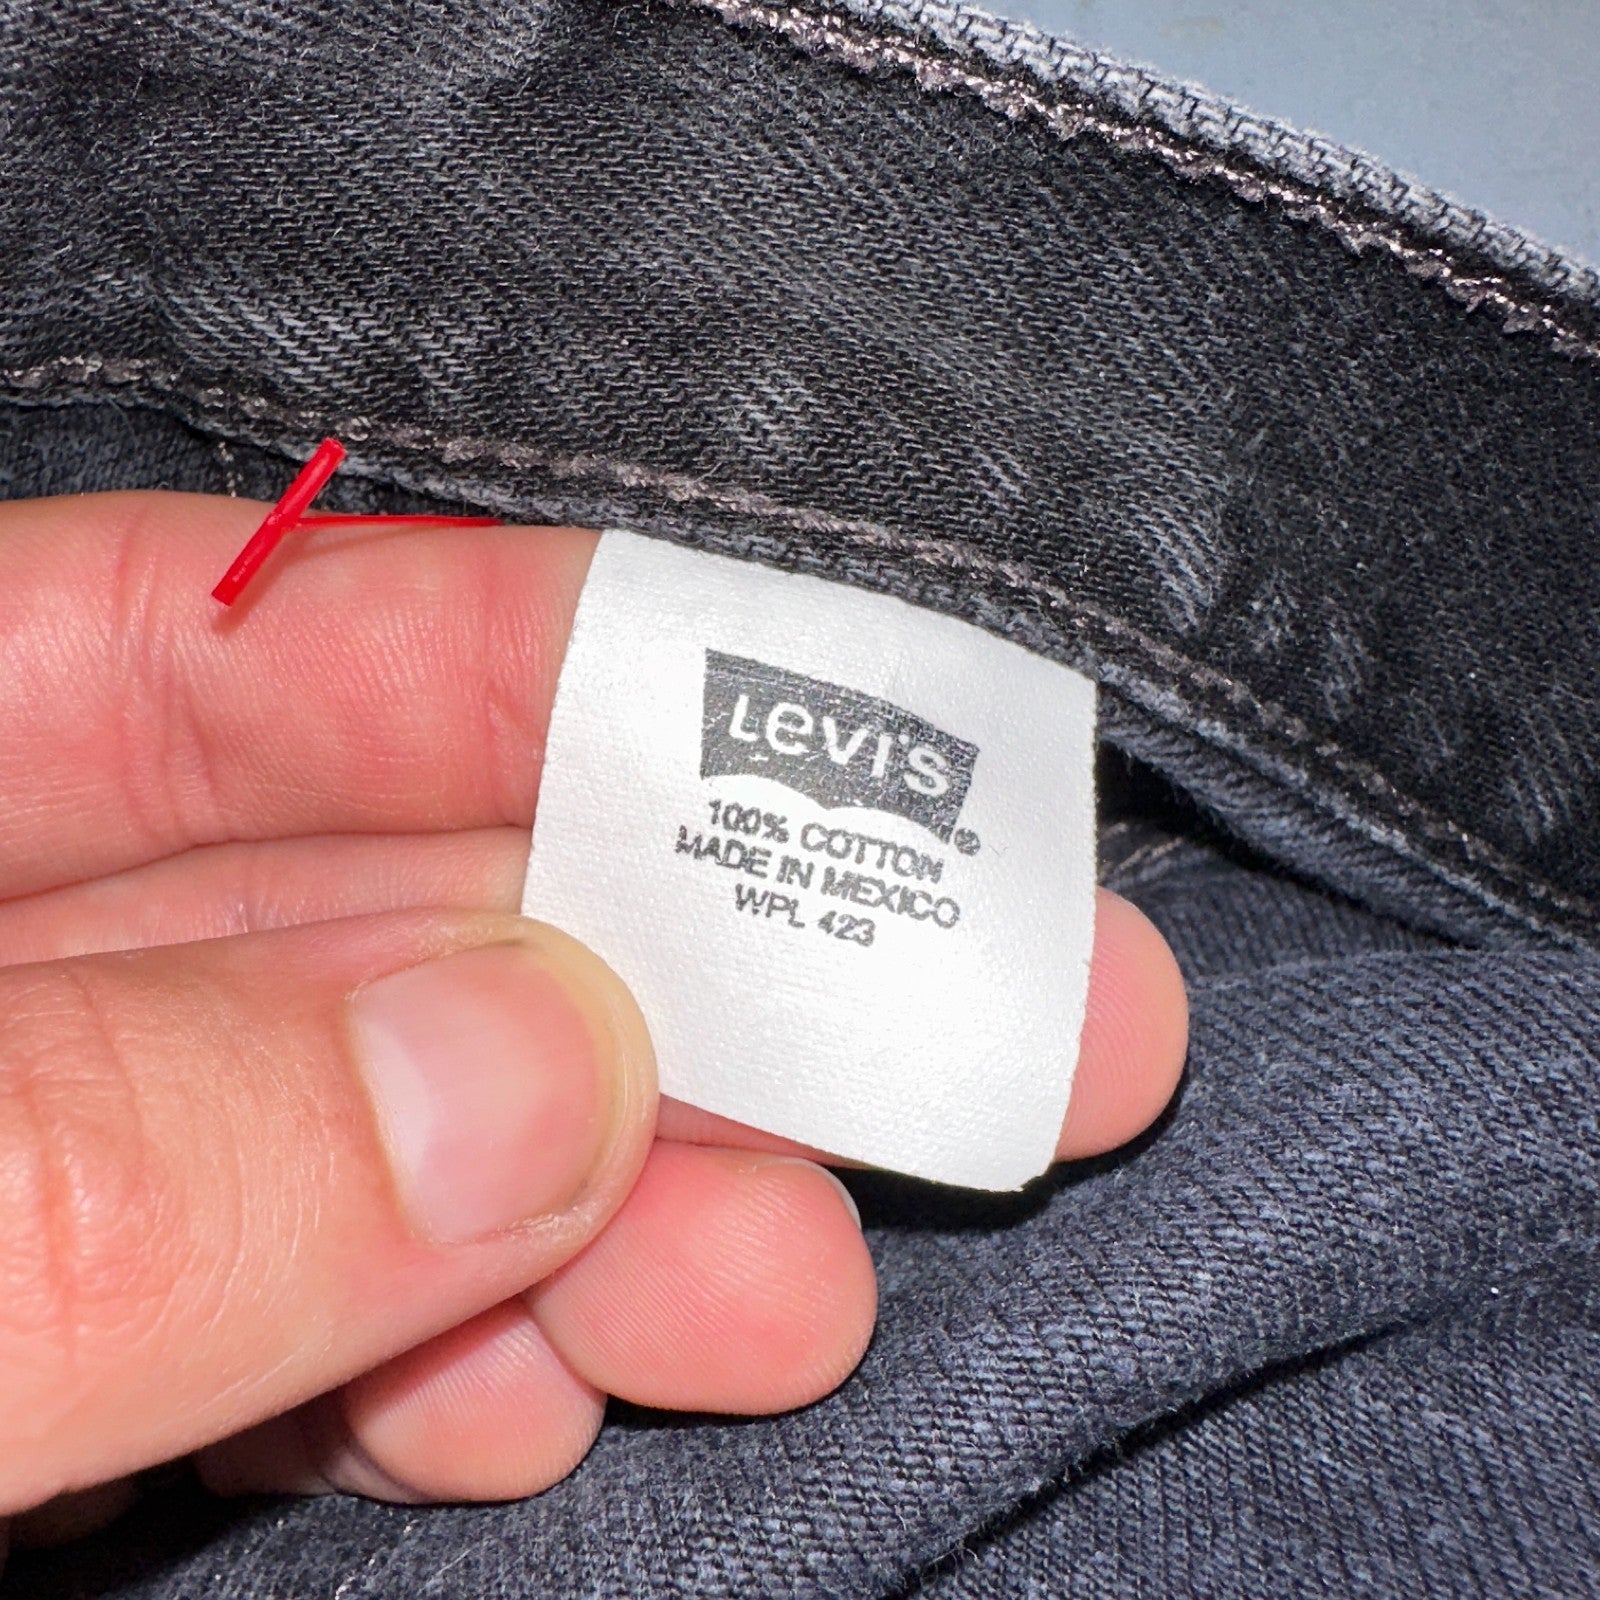 Levi's®
100% COTTON
MADE IN MEXICO
WPL 423